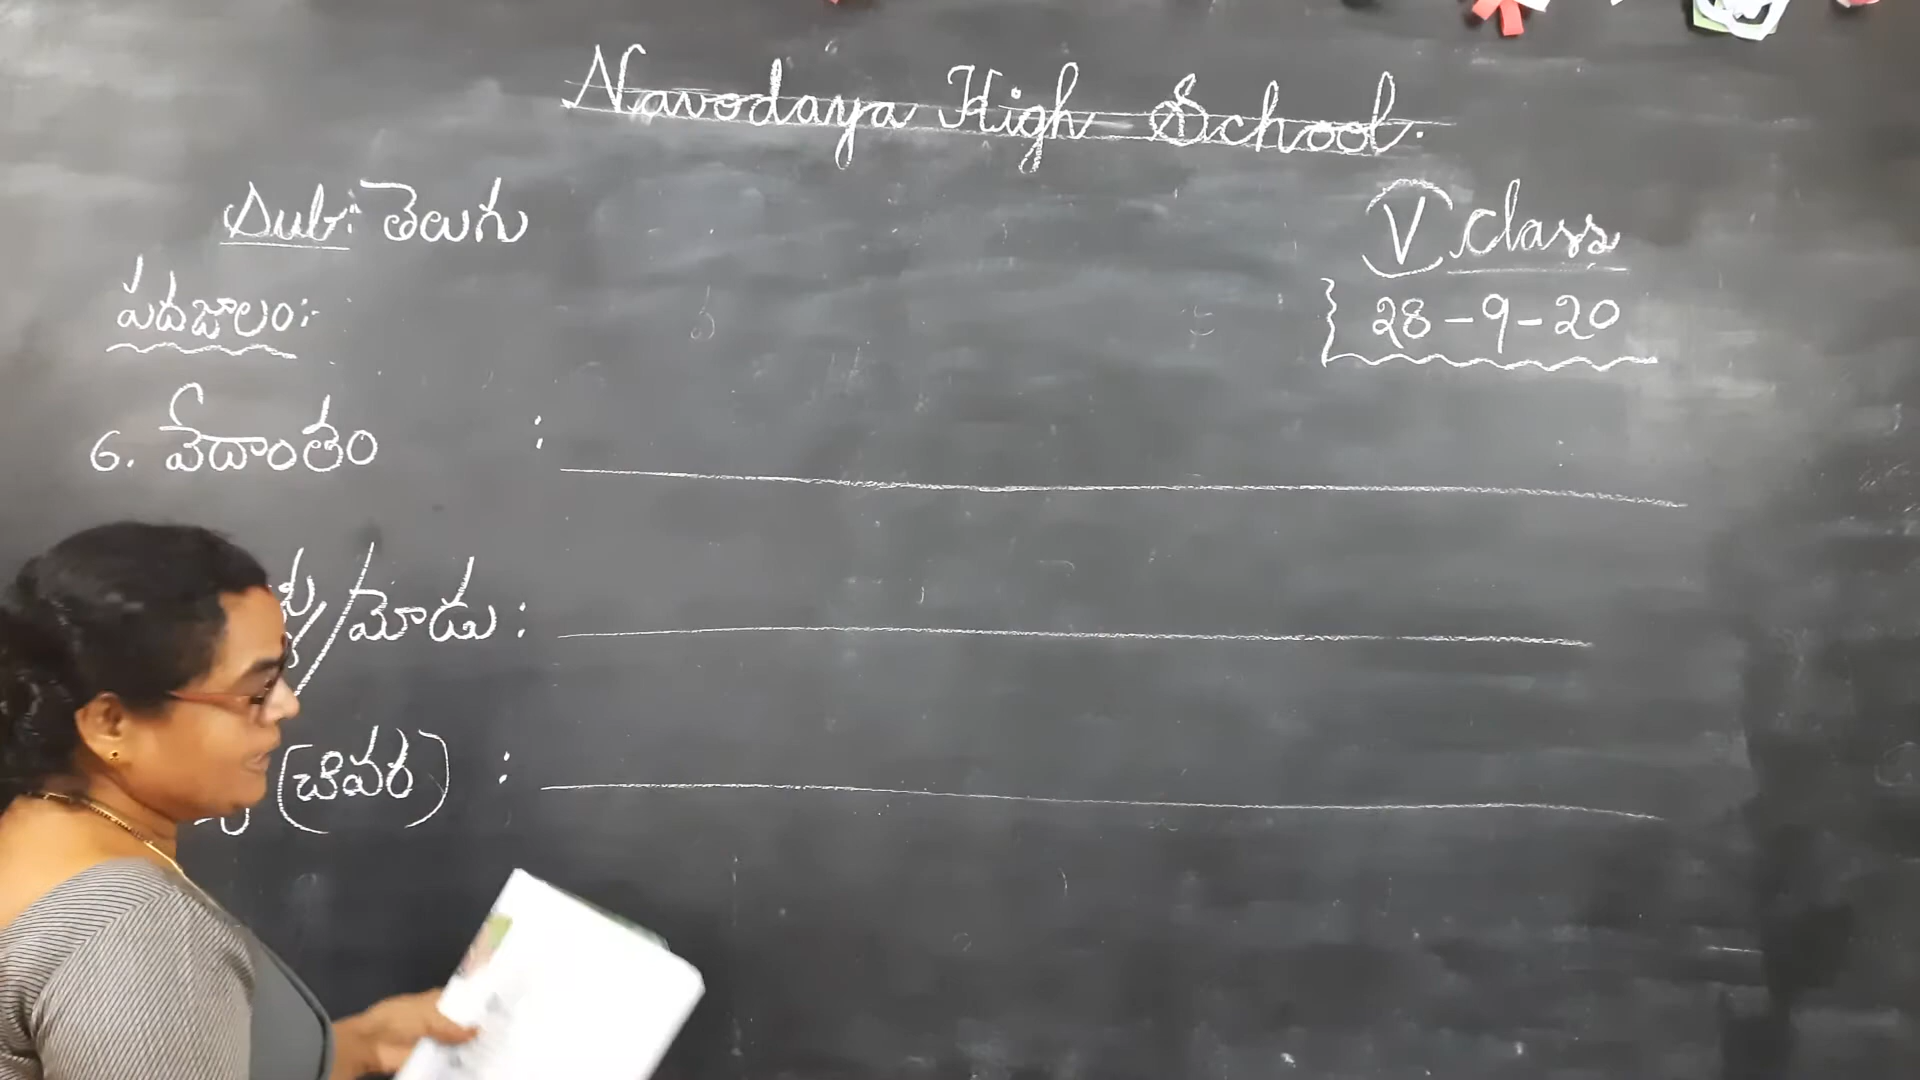 Navodaya High School.
Sub: తెలుగు
V class
పదజాలం:-
28-9-20
6. వేదాంతం :
/మోడు :
(చివర) :